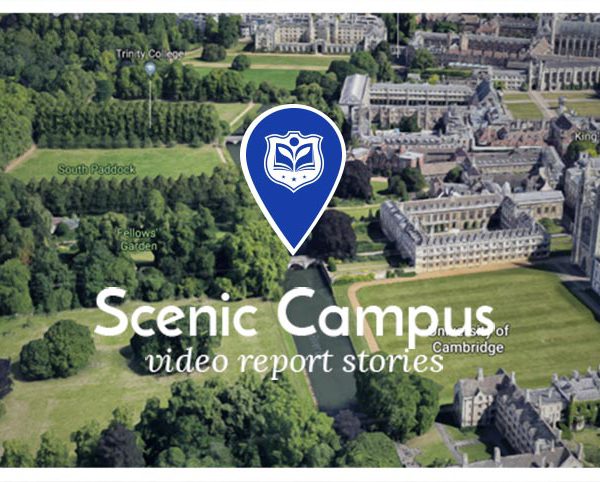 Trinity College
King
South Paddock
Fellows'
Garden
Scenic Campus
University of
Cambridge
video report stories